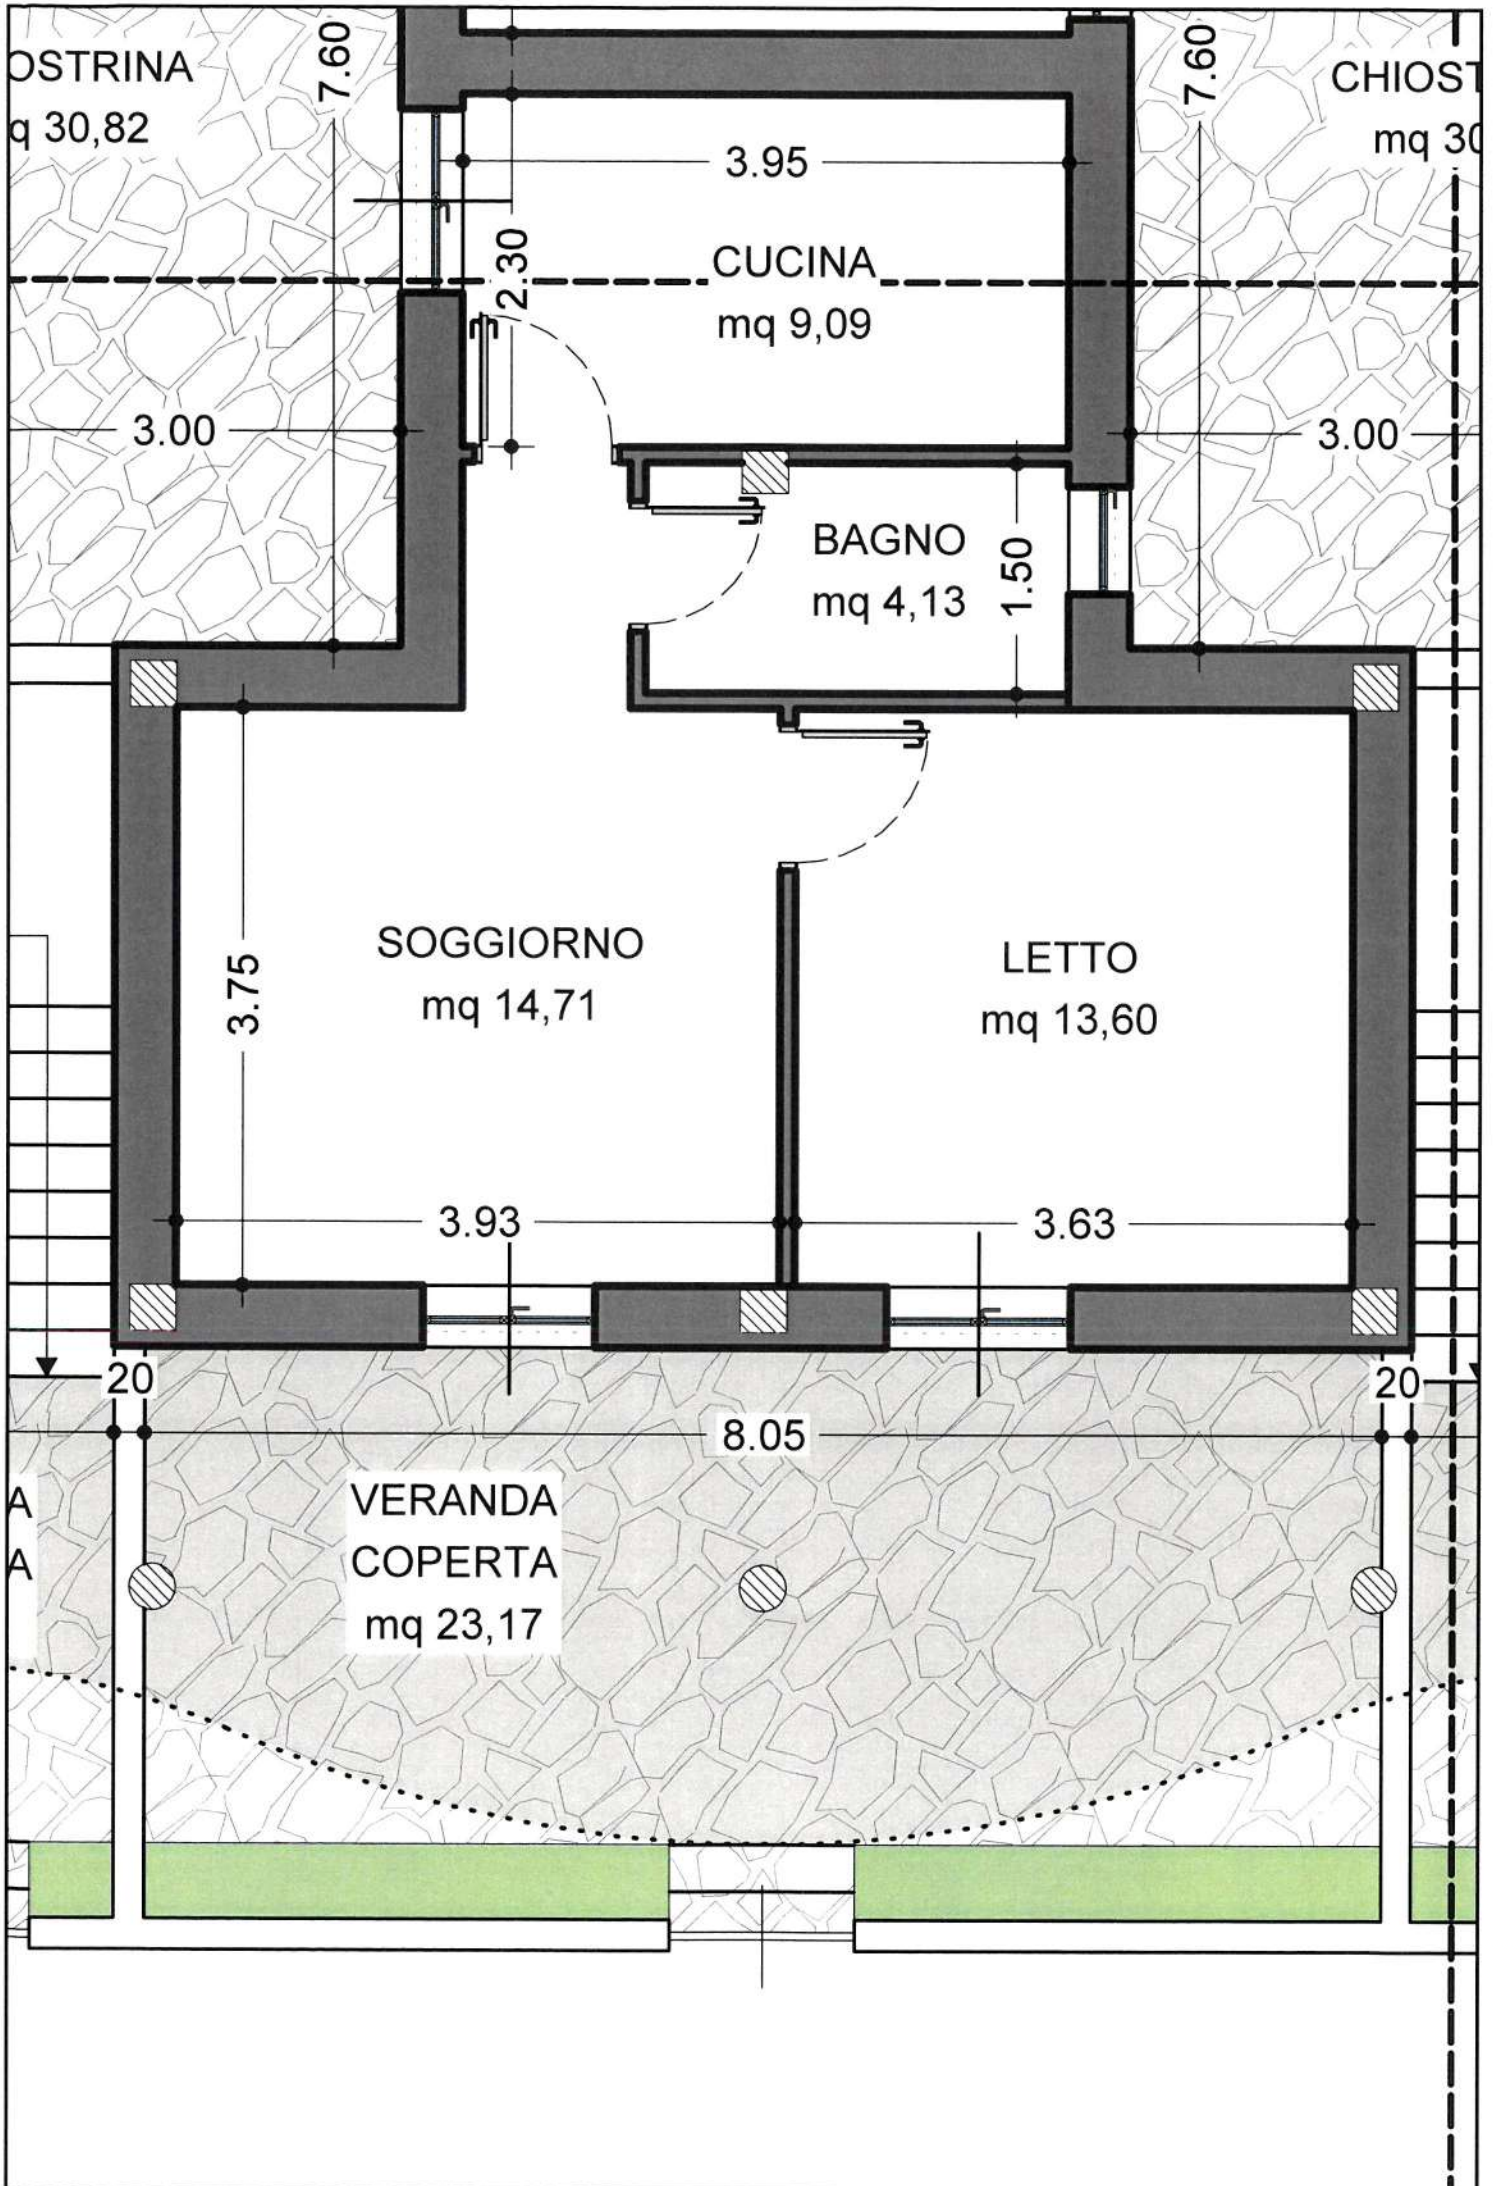 OSTRINA
q 30,82
7.60
7.60
CHIOST
mq 30
3.95
2.30
CUCINA
mq 9,09
3.00
3.00
BAGNO
mq 4,13
1.50
SOGGIORNO
mq 14,71
3.75
LETTO
mq 13,60
3.93
3.63
20
20
8.05
A
A
VERANDA
COPERTA
mq 23,17